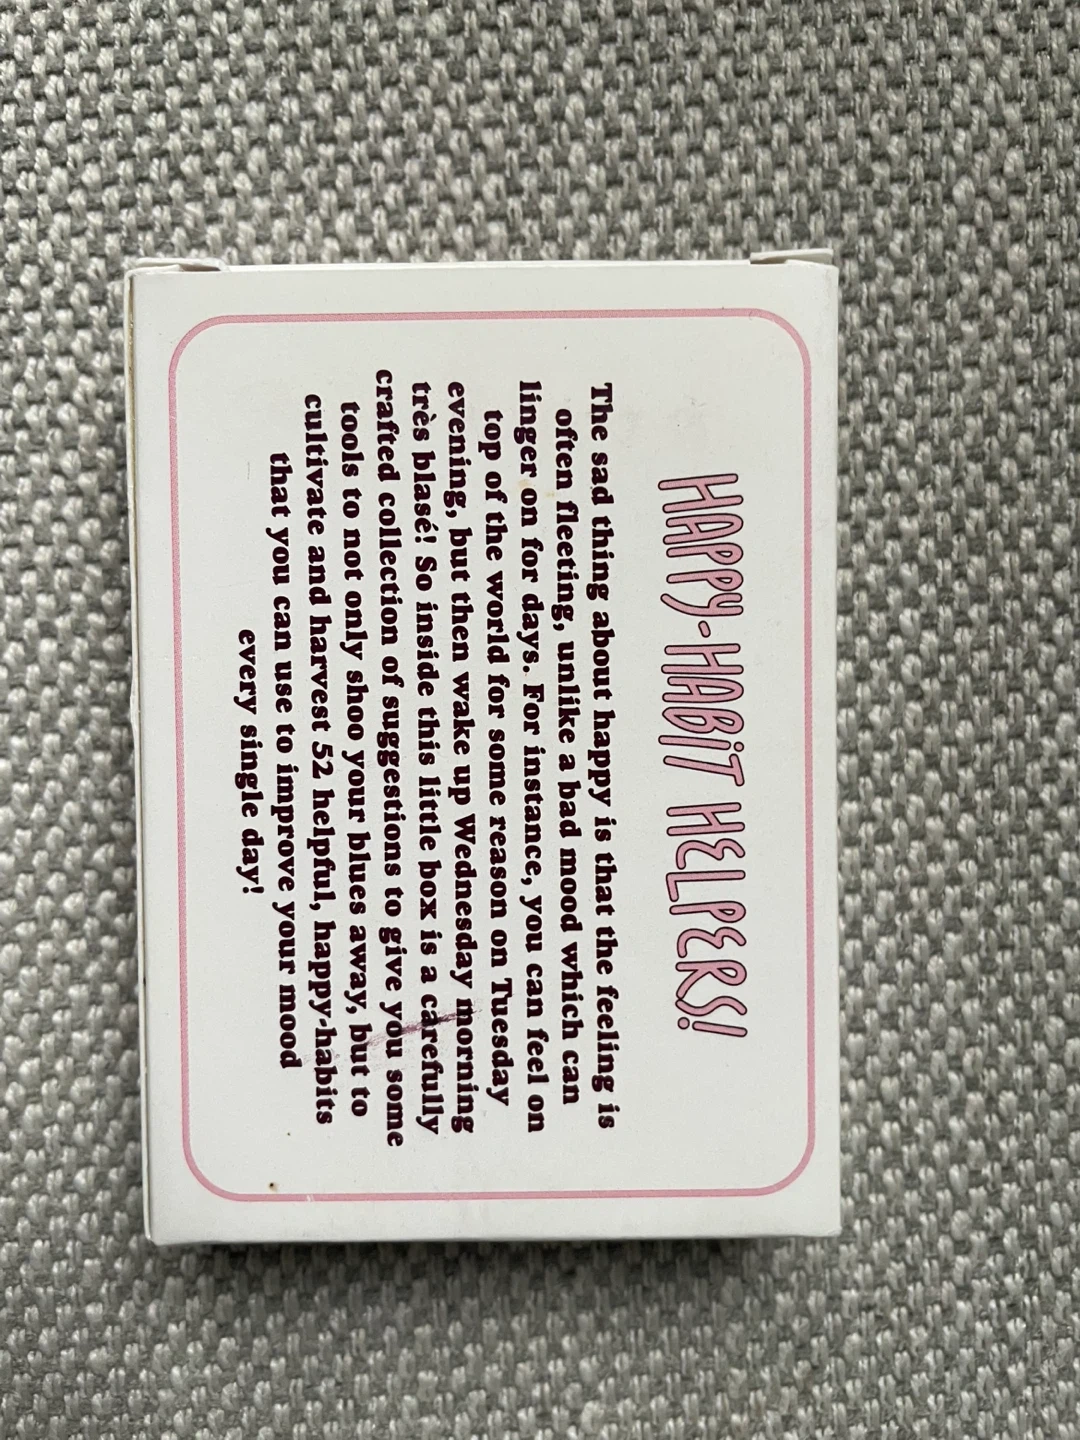 HAPPY-HABiT HELPERS!
The sad thing about happy is that the feeling is
often fleeting, unlike a bad mood which can
linger on for days. For instance, you can feel on
top of the world for some reason on Tuesday
evening, but then wake up Wednesday morning
très blasé! So inside this little box is a carefully
crafted collection of suggestions to give you some
tools to not only shoo your blues away, but to
cultivate and harvest 52 helpful, happy-habits
that you can use to improve your mood
every single day!